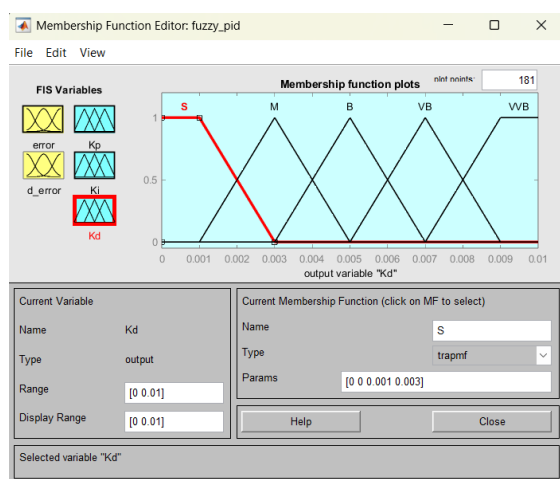 Membership Function Editor: fuzzy_pid
File Edit View
FIS Variables
error Kp
d_error Ki
Kd
Membership function plots plot points: 181
S M B VB VVB
1
0.5
0
0 0.001 0.002 0.003 0.004 0.005 0.006 0.007 0.008 0.009 0.01
output variable "Kd"
Current Variable
Name Kd
Type output
Range [0 0.01]
Display Range [0 0.01]
Current Membership Function (click on MF to select)
Name S
Type trapmf
Params [0 0 0.001 0.003]
Help Close
Selected variable "Kd"